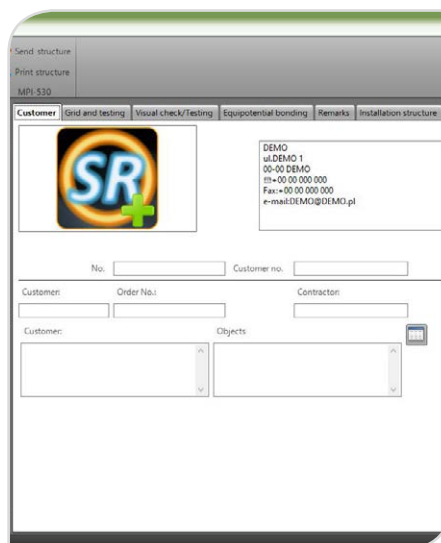 Send structure
Print structure
MPI-530
Customer Grid and testing Visual check/Testing Equipotential bonding Remarks Installation structure
SR
DEMO
ul.DEMO 1
00-00 DEMO
+00 00 000 000
Fax:+00 00 000 000
e-mail:DEMO@DEMO.pl
No. Customer no.
Customer: Order No.: Contractor:
Customer: Objects